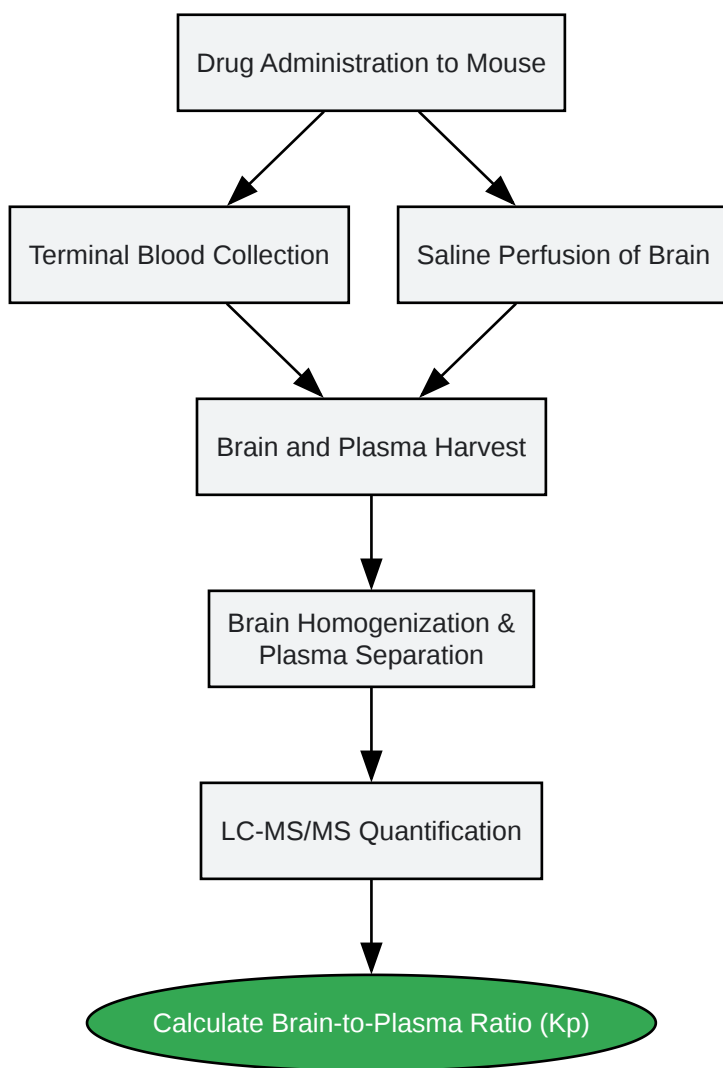 Drug Administration to Mouse
Terminal Blood Collection
Saline Perfusion of Brain
Brain and Plasma Harvest
Brain Homogenization &
Plasma Separation
LC-MS/MS Quantification
Calculate Brain-to-Plasma Ratio (Kp)